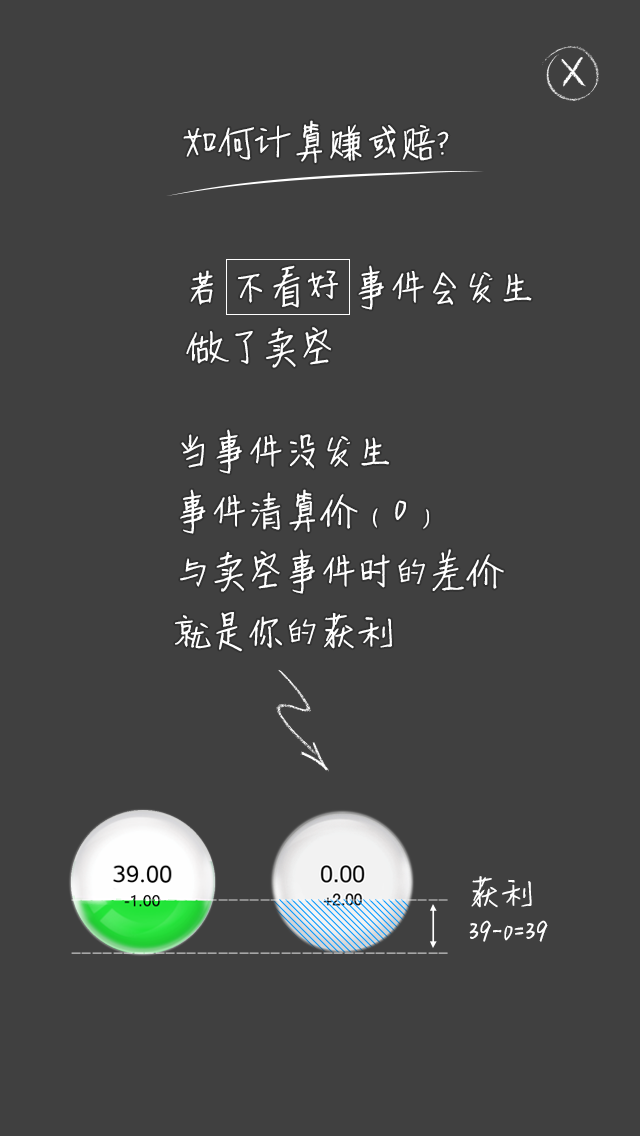 X
如何计算赚或赔?
若不看好事件会发生
做了卖空
当事件没发生
事件清算价(0)
与卖空事件时的差价
就是你的获利
39.00
-1.00
0.00
+2.00
获利
39-0=39